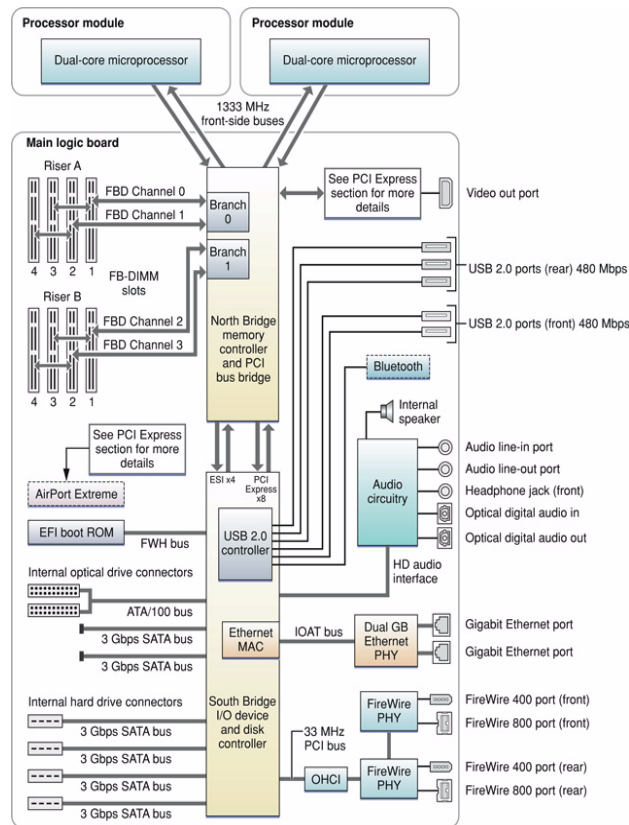 Processor module
Processor module
Dual-core microprocessor
Dual-core microprocessor
1333 MHz
front-side buses
Main logic board
Riser A
FBD Channel 0
FBD Channel 1
4 3 2 1
Branch
0
Branch
1
See PCI Express
section for more
details
Video out port
FB-DIMM
slots
Riser B
FBD Channel 2
FBD Channel 3
4 3 2 1
North Bridge
memory
controller
and PCI
bus bridge
USB 2.0 ports (rear) 480 Mbps
USB 2.0 ports (front) 480 Mbps
Bluetooth
Internal
speaker
See PCI Express
section for more
details
AirPort Extreme
ESI x4
PCI
Express
x8
Audio
circuitry
Audio line-in port
Audio line-out port
Headphone jack (front)
Optical digital audio in
Optical digital audio out
EFI boot ROM
FWH bus
USB 2.0
controller
HD audio
interface
Internal optical drive connectors
ATA/100 bus
3 Gbps SATA bus
3 Gbps SATA bus
Ethernet
MAC
IOAT bus
Dual GB
Ethernet
PHY
Gigabit Ethernet port
Gigabit Ethernet port
Internal hard drive connectors
3 Gbps SATA bus
3 Gbps SATA bus
3 Gbps SATA bus
3 Gbps SATA bus
South Bridge
I/O device
and disk
controller
33 MHz
PCI bus
OHCI
FireWire
PHY
FireWire
PHY
FireWire 400 port (front)
FireWire 800 port (front)
FireWire 400 port (rear)
FireWire 800 port (rear)